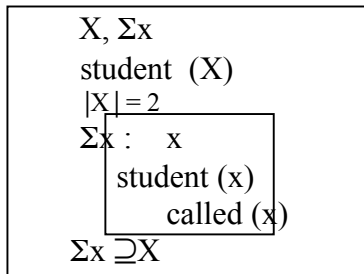 X, Σx
student (X)
|X| = 2
Σx : x
student (x)
called (x)
Σx ⊇X